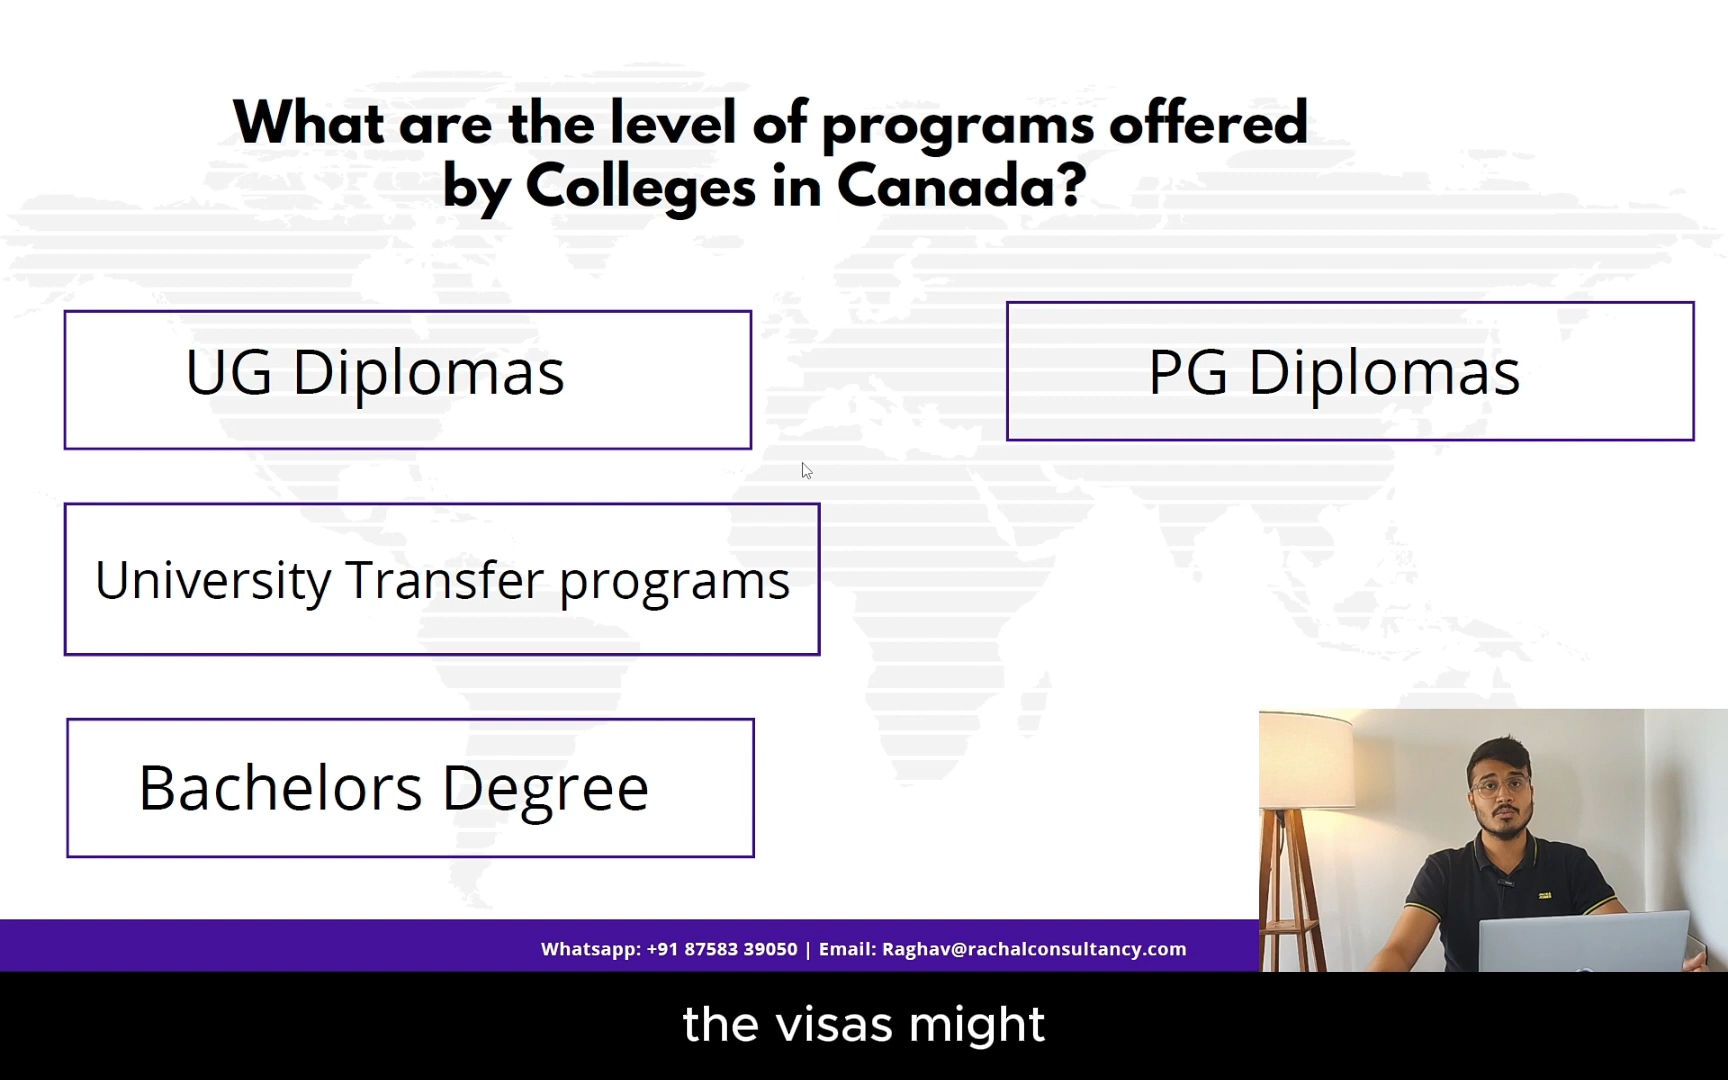 What are the level of programs offered
by Colleges in Canada?
UG Diplomas
PG Diplomas
University Transfer programs
Bachelors Degree
Whatsapp: +91 87583 39050 | Email: Raghav@rachalconsultancy.com
the visas might